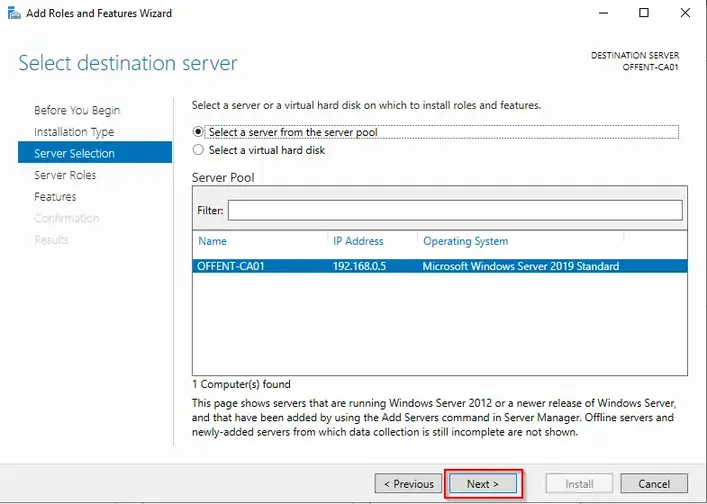 Add Roles and Features Wizard
Select destination server
DESTINATION SERVER
OFFENT-CA01
Before You Begin
Installation Type
Server Selection
Server Roles
Features
Confirmation
Results
Select a server or a virtual hard disk on which to install roles and features.
Select a server from the server pool
Select a virtual hard disk
Server Pool
Filter:
Name IP Address Operating System
OFFENT-CA01 192.168.0.5 Microsoft Windows Server 2019 Standard
1 Computer(s) found
This page shows servers that are running Windows Server 2012 or a newer release of Windows Server,
and that have been added by using the Add Servers command in Server Manager. Offline servers and
newly-added servers from which data collection is still incomplete are not shown.
< Previous Next > Install Cancel